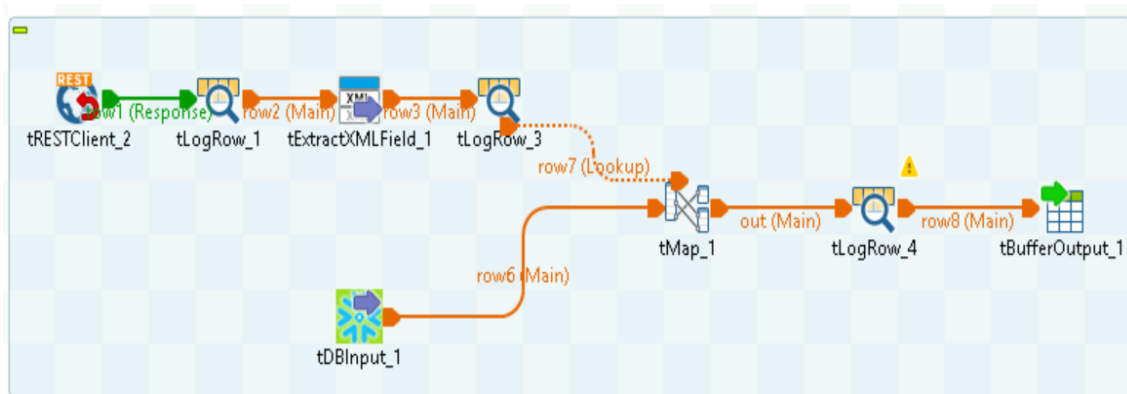 REST
row1 (Response)
row2 (Main)
XML
row3 (Main)
tRESTClient_2
tLogRow_1
tExtractXMLField_1
tLogRow_3
row7 (Lookup)
out (Main)
row8 (Main)
tMap_1
tLogRow_4
tBufferOutput_1
row6 (Main)
tDBInput_1